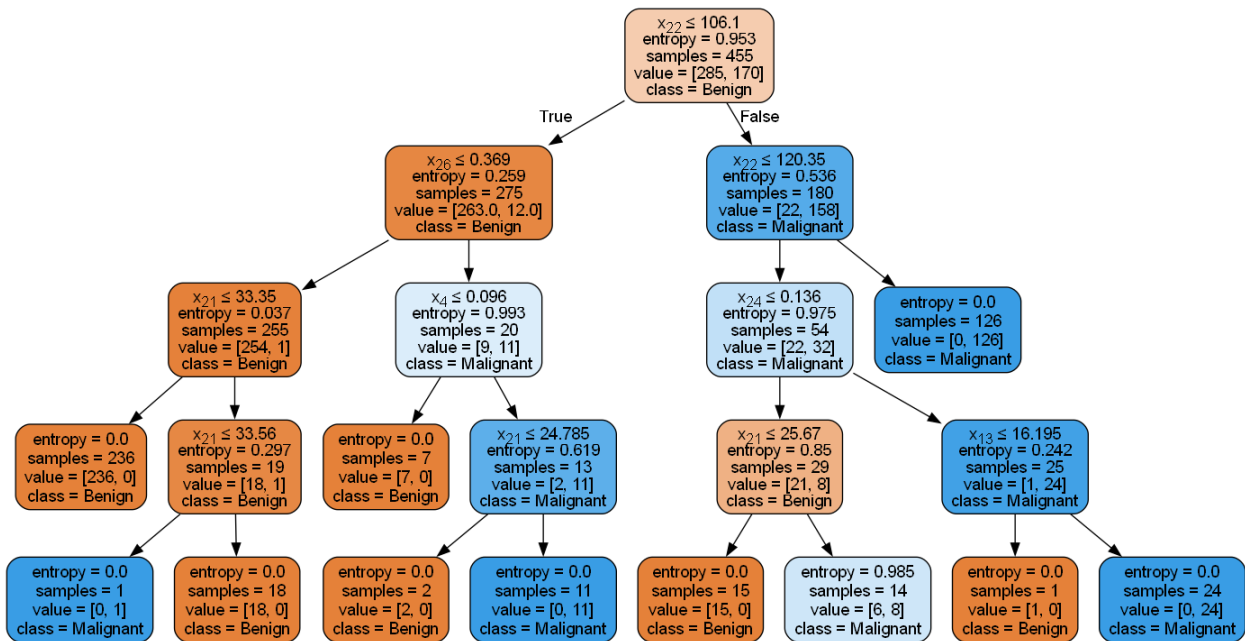 x22 ≤ 106.1
entropy = 0.953
samples = 455
value = [285, 170]
class = Benign
True
False
x26 ≤ 0.369
entropy = 0.259
samples = 275
value = [263.0, 12.0]
class = Benign
x22 ≤ 120.35
entropy = 0.536
samples = 180
value = [22, 158]
class = Malignant
x21 ≤ 33.35
entropy = 0.037
samples = 255
value = [254, 1]
class = Benign
x4 ≤ 0.096
entropy = 0.993
samples = 20
value = [9, 11]
class = Malignant
x24 ≤ 0.136
entropy = 0.975
samples = 54
value = [22, 32]
class = Malignant
entropy = 0.0
samples = 126
value = [0, 126]
class = Malignant
entropy = 0.0
samples = 236
value = [236, 0]
class = Benign
x21 ≤ 33.56
entropy = 0.297
samples = 19
value = [18, 1]
class = Benign
entropy = 0.0
samples = 7
value = [7, 0]
class = Benign
x21 ≤ 24.785
entropy = 0.619
samples = 13
value = [2, 11]
class = Malignant
x21 ≤ 25.67
entropy = 0.85
samples = 29
value = [21, 8]
class = Benign
x13 ≤ 16.195
entropy = 0.242
samples = 25
value = [1, 24]
class = Malignant
entropy = 0.0
samples = 1
value = [0, 1]
class = Malignant
entropy = 0.0
samples = 18
value = [18, 0]
class = Benign
entropy = 0.0
samples = 2
value = [2, 0]
class = Benign
entropy = 0.0
samples = 11
value = [0, 11]
class = Malignant
entropy = 0.0
samples = 15
value = [15, 0]
class = Benign
entropy = 0.985
samples = 14
value = [6, 8]
class = Malignant
entropy = 0.0
samples = 1
value = [1, 0]
class = Benign
entropy = 0.0
samples = 24
value = [0, 24]
class = Malignant